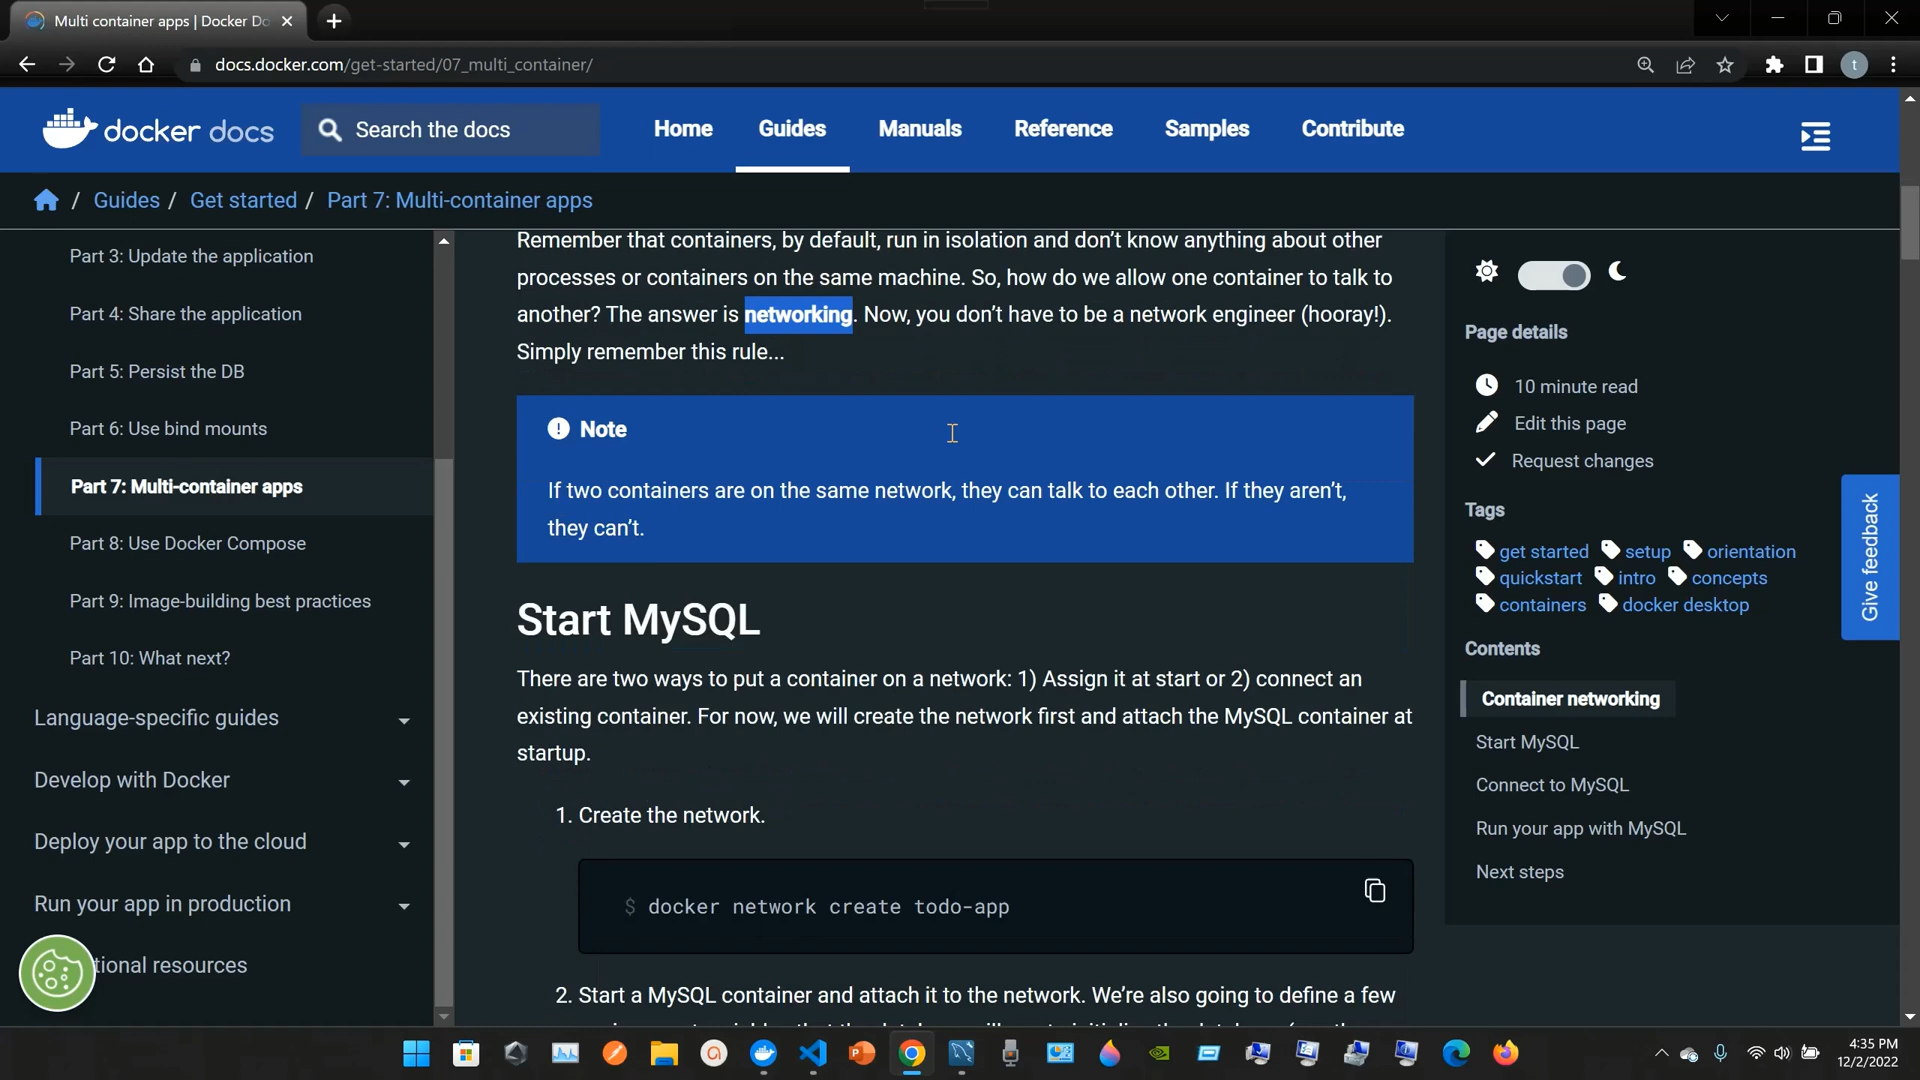 Multi container apps | Docker Do
docs.docker.com/get-started/07_multi_container/
t
docker docs
Search the docs
Home
Guides
Manuals
Reference
Samples
Contribute
/ Guides / Get started / Part 7: Multi-container apps
Part 3: Update the application
Part 4: Share the application
Part 5: Persist the DB
Part 6: Use bind mounts
Part 7: Multi-container apps
Part 8: Use Docker Compose
Part 9: Image-building best practices
Part 10: What next?
Language-specific guides
Develop with Docker
Deploy your app to the cloud
Run your app in production
tional resources
Remember that containers, by default, run in isolation and don’t know anything about other
processes or containers on the same machine. So, how do we allow one container to talk to
another? The answer is networking. Now, you don’t have to be a network engineer (hooray!).
Simply remember this rule...
Note
If two containers are on the same network, they can talk to each other. If they aren’t,
they can’t.
Start MySQL
There are two ways to put a container on a network: 1) Assign it at start or 2) connect an
existing container. For now, we will create the network first and attach the MySQL container at
startup.
1. Create the network.
$ docker network create todo-app
2. Start a MySQL container and attach it to the network. We’re also going to define a few
Page details
10 minute read
Edit this page
Request changes
Tags
get started setup orientation
quickstart intro concepts
containers docker desktop
Contents
Container networking
Start MySQL
Connect to MySQL
Run your app with MySQL
Next steps
Give feedback
4:35 PM
12/2/2022